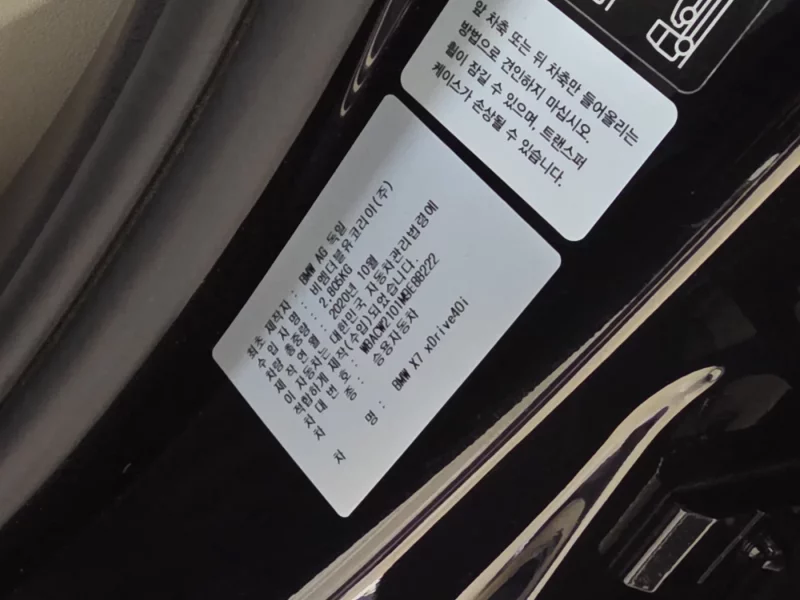 앞 차축 또는 뒤 차축만 들어올리는
방법으로 견인하지 마십시오.
휠이 잠길 수 있으며, 트랜스퍼
케이스가 손상될 수 있습니다.
최초 제작자 : BMW AG 독일
수 입 자 명 : 비엠더블유코리아(주)
차량 총중량 : 2,805KG
제 작 연 월 : 2020년 10월
이 자동차는 대한민국 자동차관리법령에
적합하게 제작(수입)되었습니다.
차 대 번 호 : WBACW2101M9E88222
차 종 : 승용자동차
차 명 : BMW X7 xDrive40i